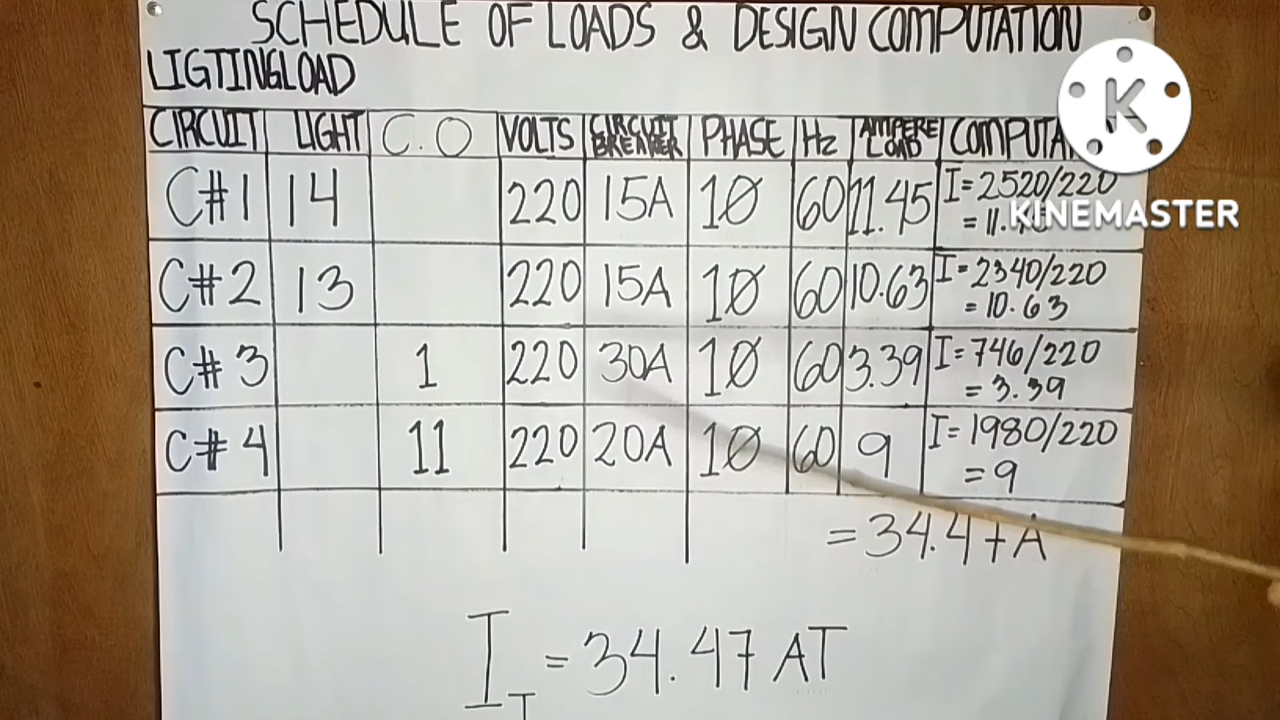 SCHEDULE OF LOADS & DESIGN COMPUTATION
LIGTINGLOAD
CIRCUIT LIGHT C.O VOLTS CIRCUIT BREAKER PHASE Hz AMPERE LOAD
C#1 14 220 15A 1Ø 60 11.45 I=2520/220
KINEMASTER
C#2 13 220 15A 1Ø 60 10.63 I=2340/220
=10.63
C#3 1 220 30A 1Ø 60 3.39 I=746/220
=3.39
C#4 11 220 20A 1Ø 60 9 I=1980/220
=9
=34.47A
I_T = 34.47 AT